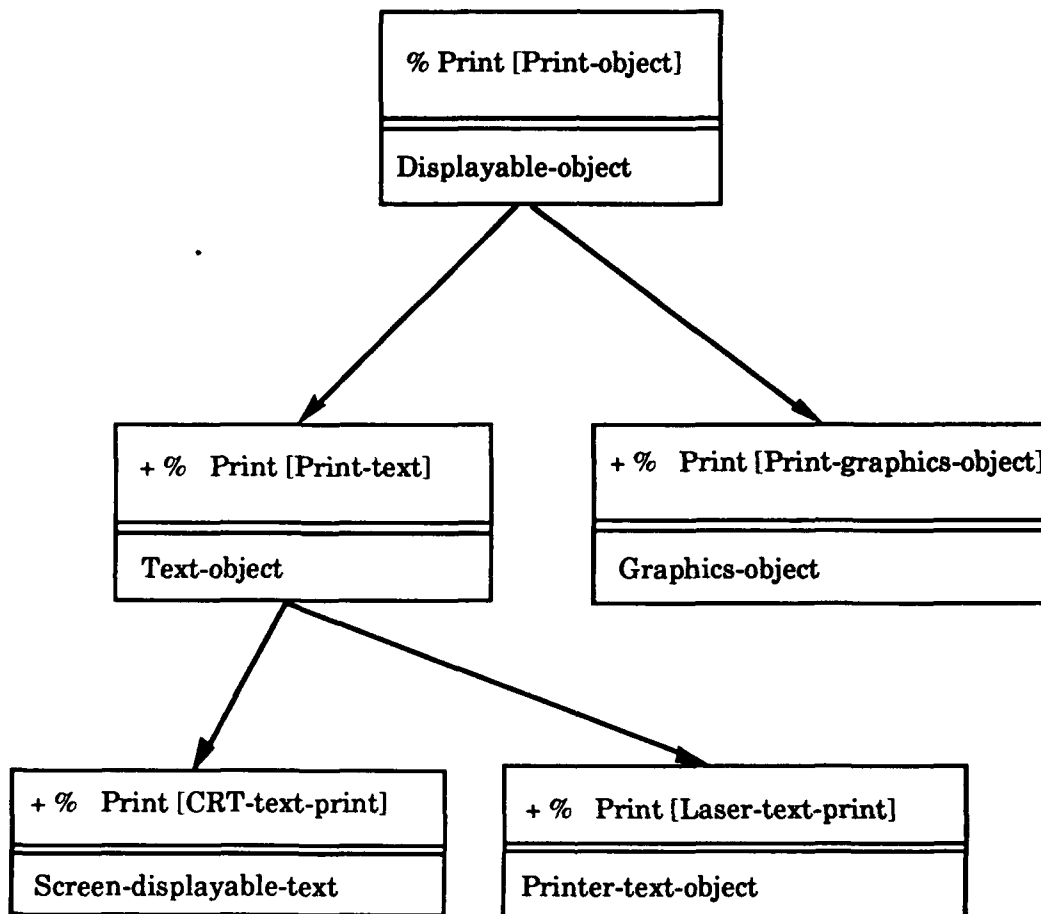 % Print [Print-object]
Displayable-object
+ % Print [Print-text]
+ % Print [Print-graphics-object]
Text-object
Graphics-object
+ % Print [CRT-text-print]
+ % Print [Laser-text-print]
Screen-displayable-text
Printer-text-object